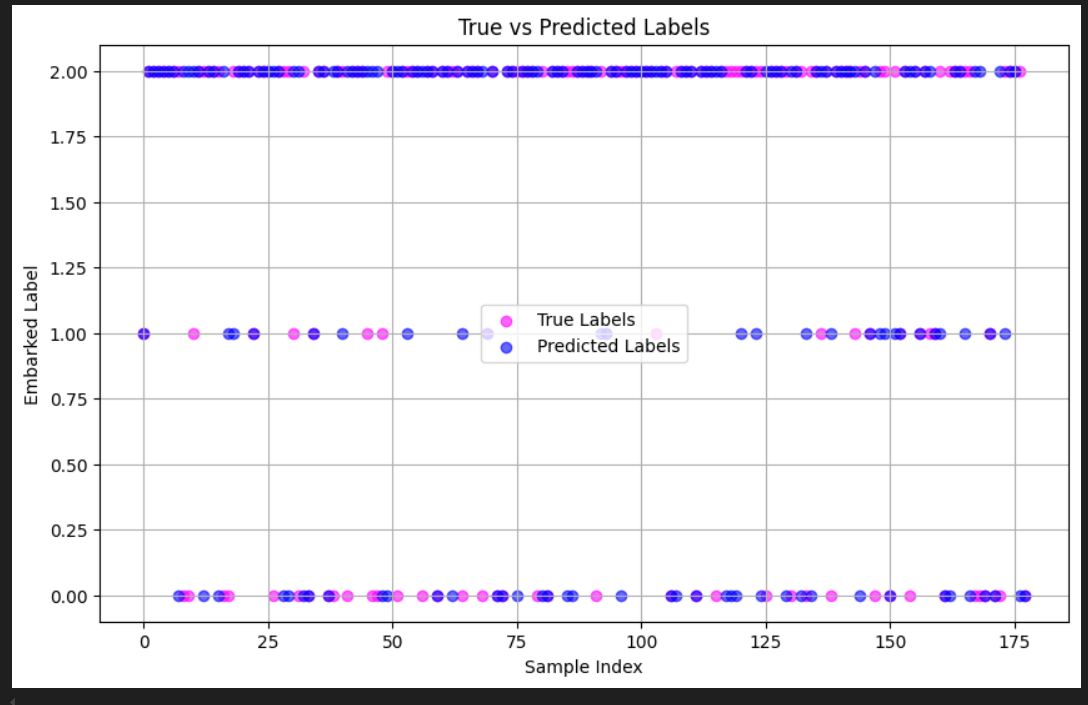 True vs Predicted Labels
2.00
1.75
1.50
1.25
1.00
0.75
0.50
0.25
0.00
Embarked Label
True Labels
Predicted Labels
0 25 50 75 100 125 150 175
Sample Index